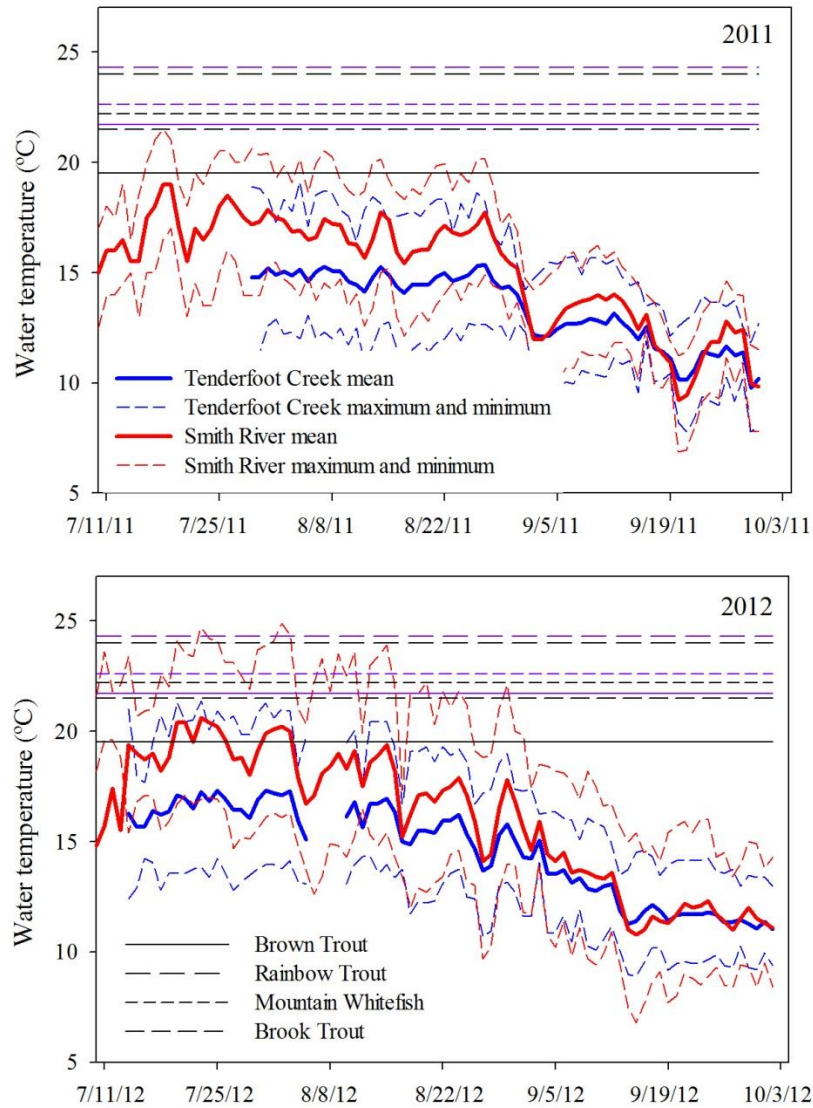 2011
25
20
15
10
5
Water temperature (ºC)
Tenderfoot Creek mean
Tenderfoot Creek maximum and minimum
Smith River mean
Smith River maximum and minimum
7/11/11 7/25/11 8/8/11 8/22/11 9/5/11 9/19/11 10/3/11
2012
25
20
15
10
5
Water temperature (ºC)
Brown Trout
Rainbow Trout
Mountain Whitefish
Brook Trout
7/11/12 7/25/12 8/8/12 8/22/12 9/5/12 9/19/12 10/3/12